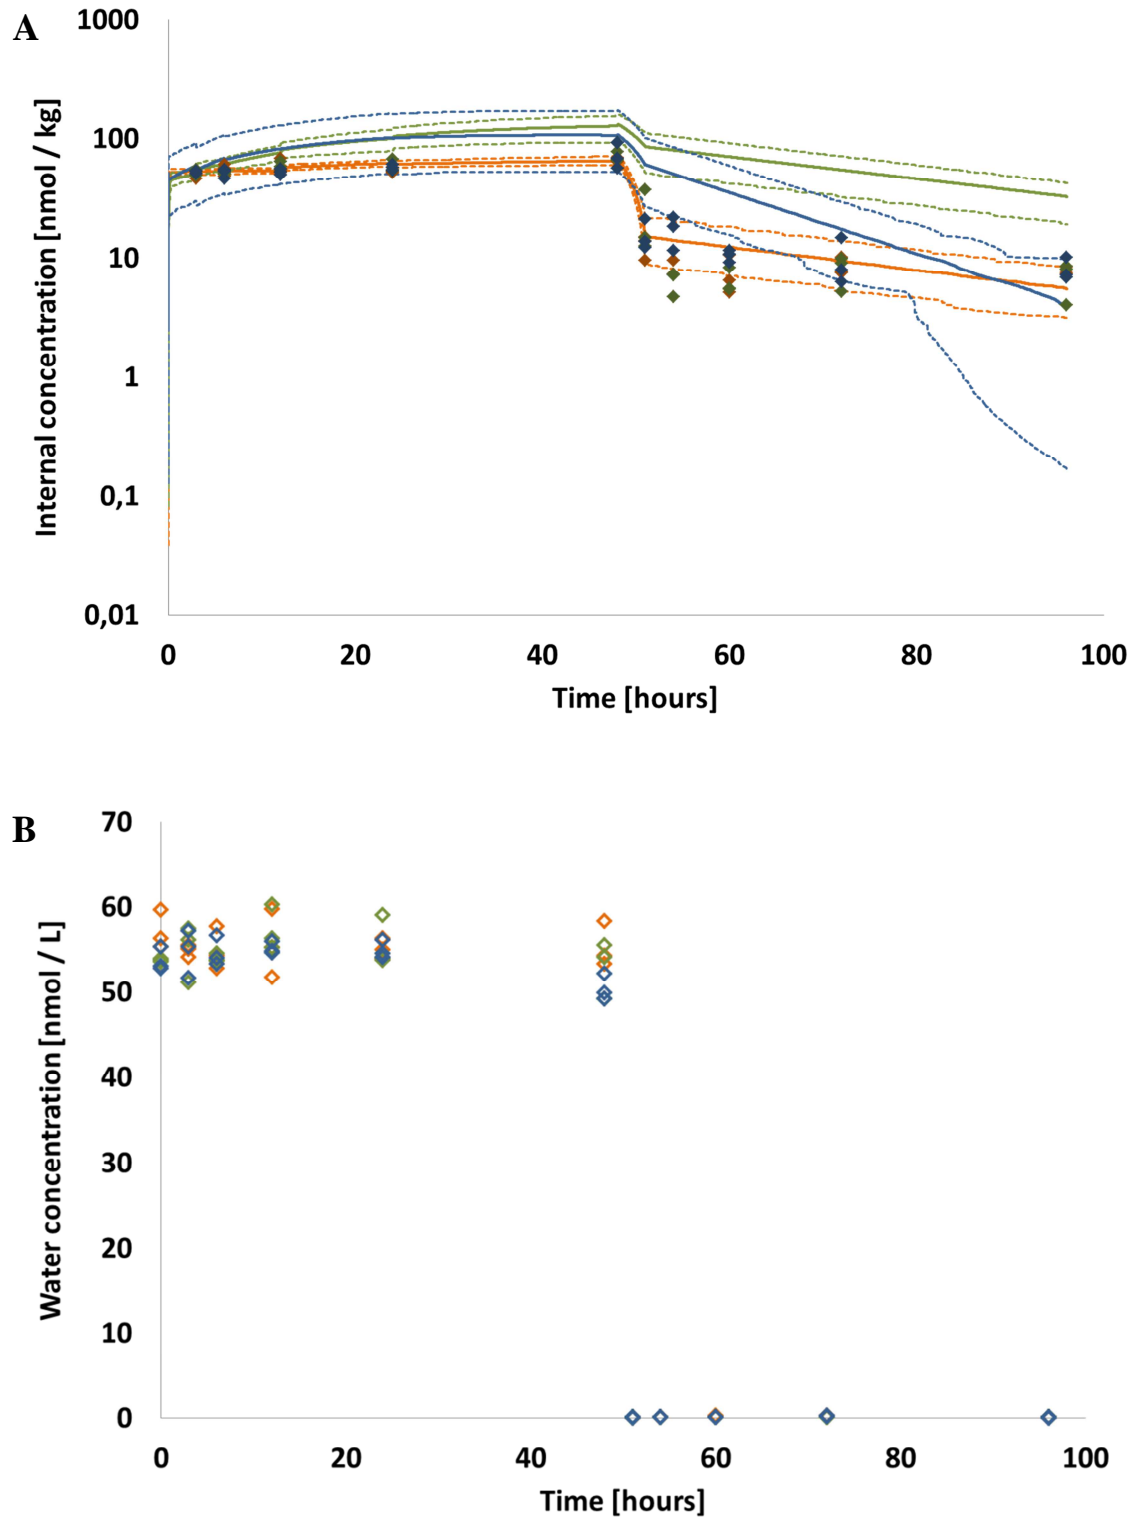 A
1000
100
10
1
0,1
0,01
Internal concentration [nmol / kg]
0 20 40 60 80 100
Time [hours]
B
70
60
50
40
30
20
10
0
Water concentration [nmol / L]
0 20 40 60 80 100
Time [hours]